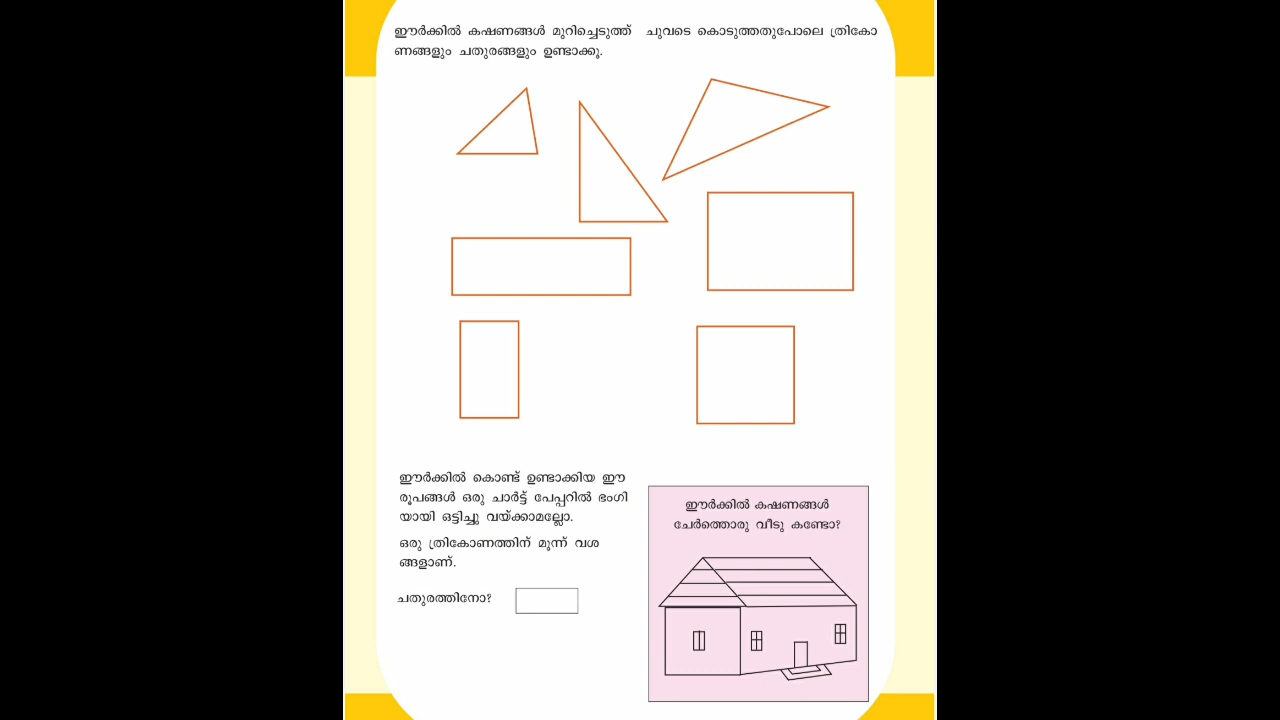 ഈർക്കിൽ കഷണങ്ങൾ മുറിച്ചെടുത്ത് ചുവടെ കൊടുത്തതുപോലെ ത്രികോ
ണങ്ങളും ചതുരങ്ങളും ഉണ്ടാക്കൂ.
ഈർക്കിൽ കൊണ്ട് ഉണ്ടാക്കിയ ഈ
രൂപങ്ങൾ ഒരു ചാർട്ട് പേപ്പറിൽ ഭംഗി
യായി ഒട്ടിച്ചു വയ്ക്കാമല്ലോ.
ഒരു ത്രികോണത്തിന് മൂന്ന് വശ
ങ്ങളാണ്.
ചതുരത്തിനോ?
ഈർക്കിൽ കഷണങ്ങൾ
ചേർത്തൊരു വീടു കണ്ടോ?